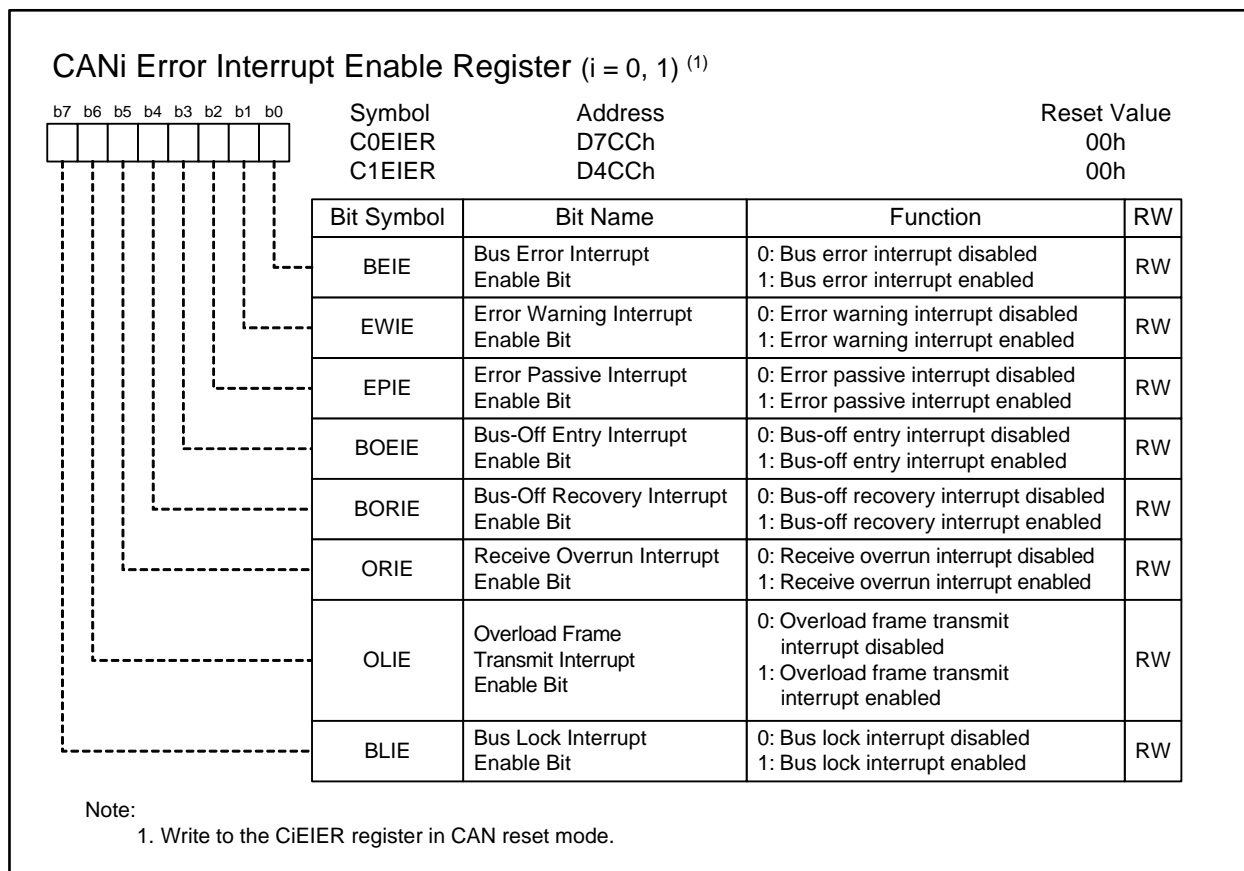 CANi Error Interrupt Enable Register (i = 0, 1) (1)
b7 b6 b5 b4 b3 b2 b1 b0
Symbol Address Reset Value
C0EIER D7CCh 00h
C1EIER D4CCh 00h
Bit Symbol Bit Name Function RW
BEIE Bus Error Interrupt Enable Bit 0: Bus error interrupt disabled 1: Bus error interrupt enabled RW
EWIE Error Warning Interrupt Enable Bit 0: Error warning interrupt disabled 1: Error warning interrupt enabled RW
EPIE Error Passive Interrupt Enable Bit 0: Error passive interrupt disabled 1: Error passive interrupt enabled RW
BOEIE Bus-Off Entry Interrupt Enable Bit 0: Bus-off entry interrupt disabled 1: Bus-off entry interrupt enabled RW
BORIE Bus-Off Recovery Interrupt Enable Bit 0: Bus-off recovery interrupt disabled 1: Bus-off recovery interrupt enabled RW
ORIE Receive Overrun Interrupt Enable Bit 0: Receive overrun interrupt disabled 1: Receive overrun interrupt enabled RW
OLIE Overload Frame Transmit Interrupt Enable Bit 0: Overload frame transmit interrupt disabled 1: Overload frame transmit interrupt enabled RW
BLIE Bus Lock Interrupt Enable Bit 0: Bus lock interrupt disabled 1: Bus lock interrupt enabled RW
Note:
1. Write to the CiEIER register in CAN reset mode.